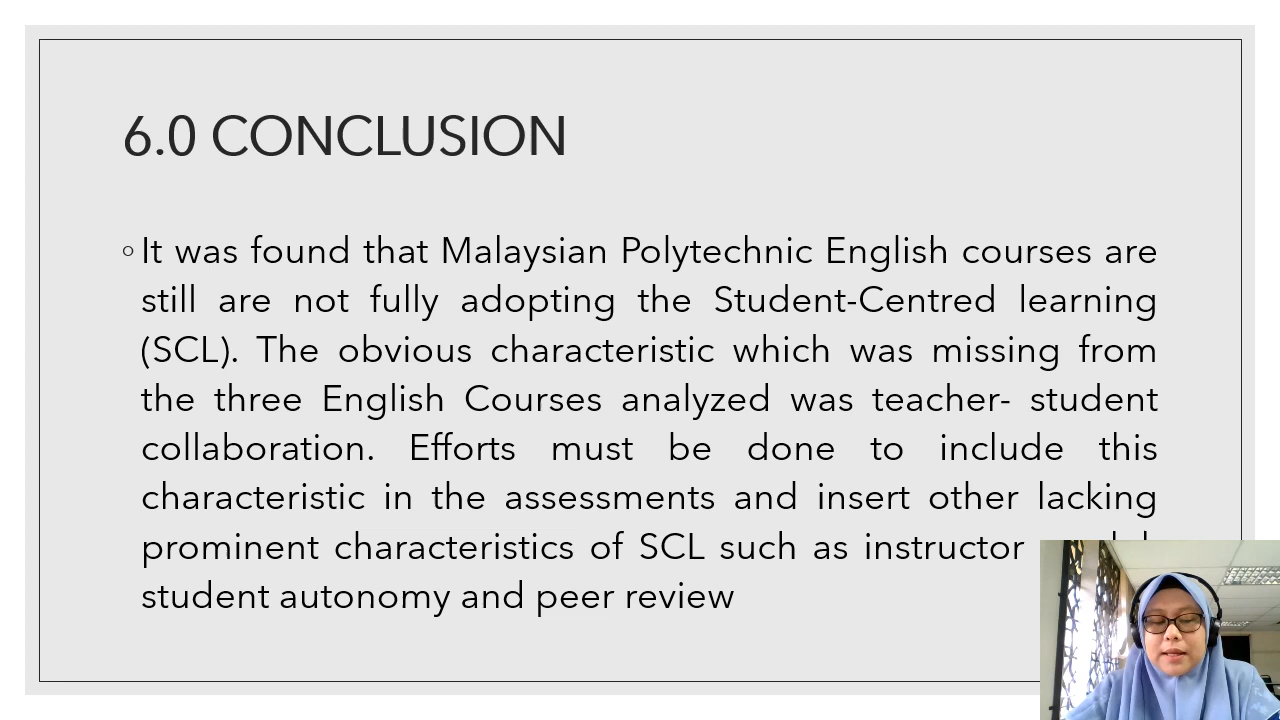 6.0 CONCLUSION
◦ It was found that Malaysian Polytechnic English courses are
still are not fully adopting the Student-Centred learning
(SCL). The obvious characteristic which was missing from
the three English Courses analyzed was teacher- student
collaboration. Efforts must be done to include this
characteristic in the assessments and insert other lacking
prominent characteristics of SCL such as instructor
student autonomy and peer review